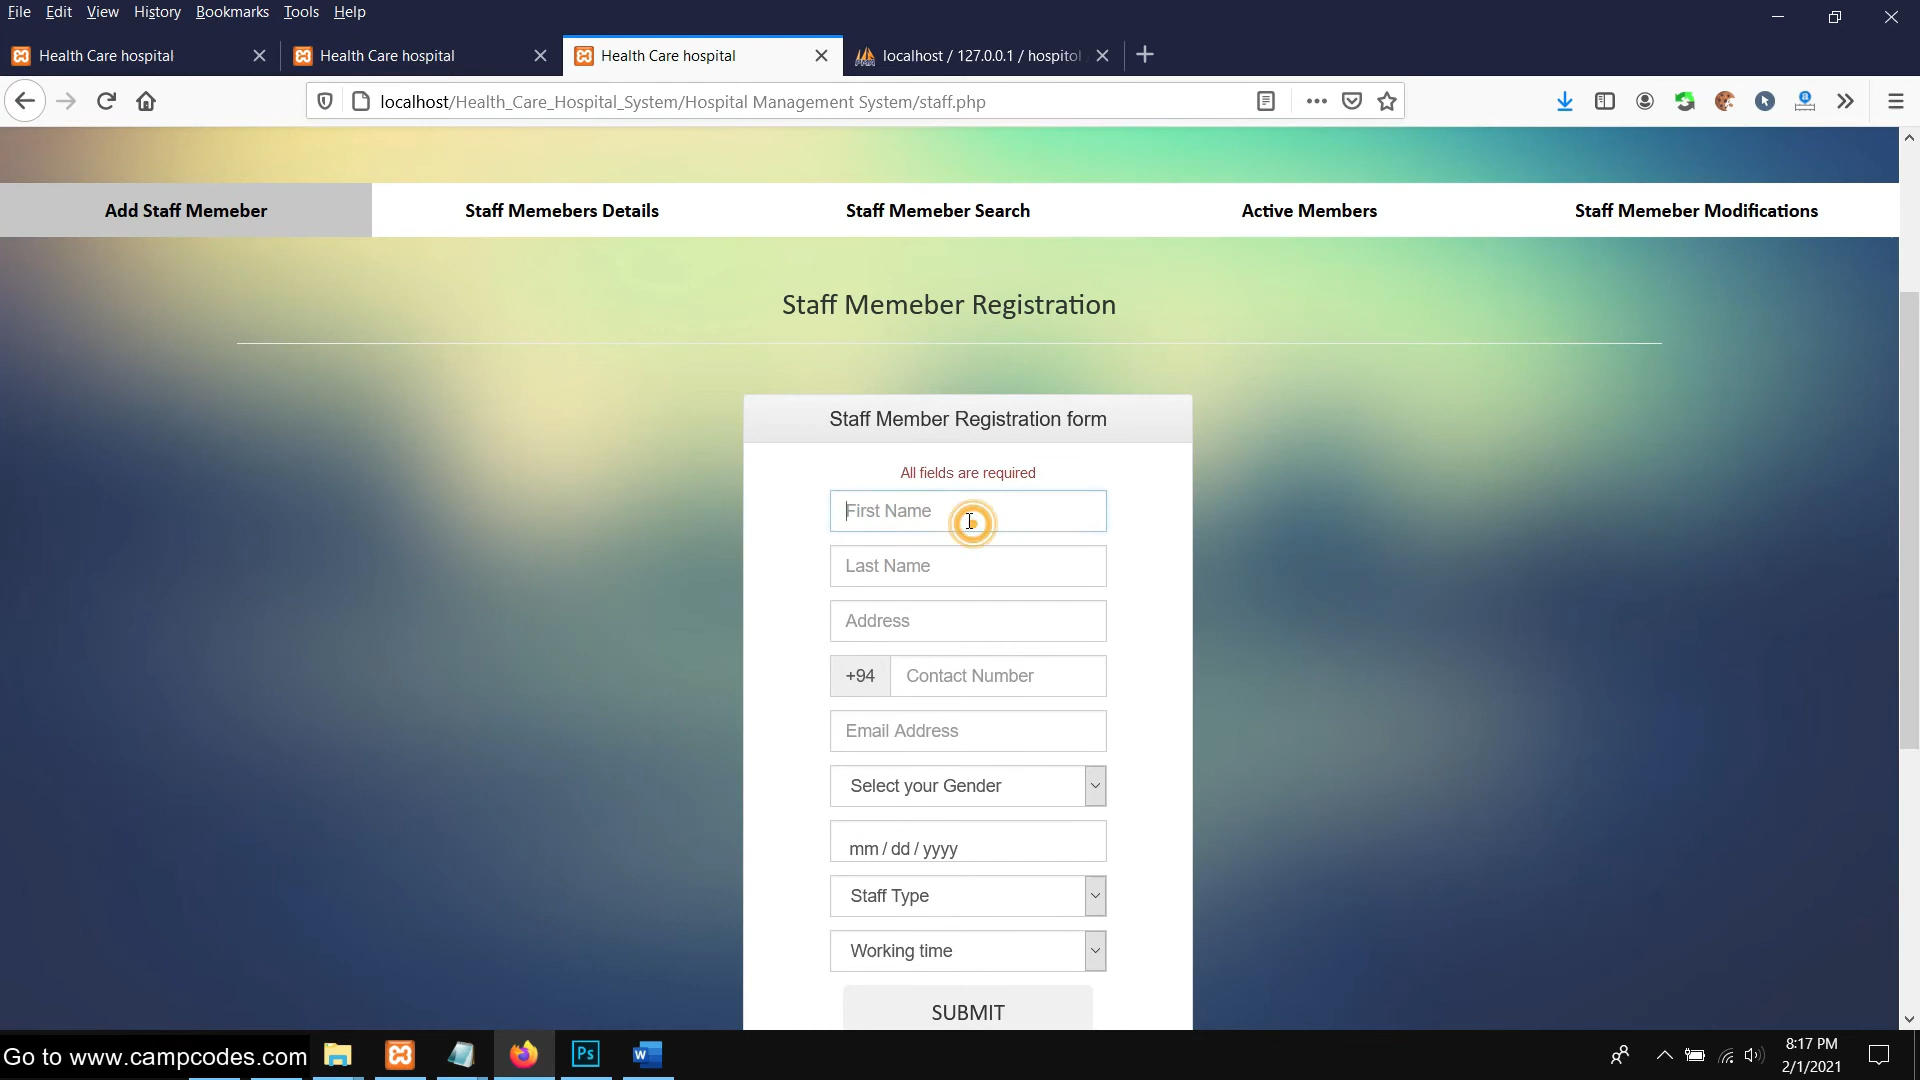 File Edit View History Bookmarks Tools Help
Health Care hospital
Health Care hospital
Health Care hospital
localhost / 127.0.0.1 / hospitol
localhost/Health_Care_Hospital_System/Hospital Management System/staff.php
Add Staff Memeber
Staff Memebers Details
Staff Memeber Search
Active Members
Staff Memeber Modifications
Staff Memeber Registration
Staff Member Registration form
All fields are required
First Name
Last Name
Address
+94 Contact Number
Email Address
Select your Gender
mm / dd / yyyy
Staff Type
Working time
SUBMIT
Go to www.campcodes.com
Ps
W
8:17 PM
2/1/2021